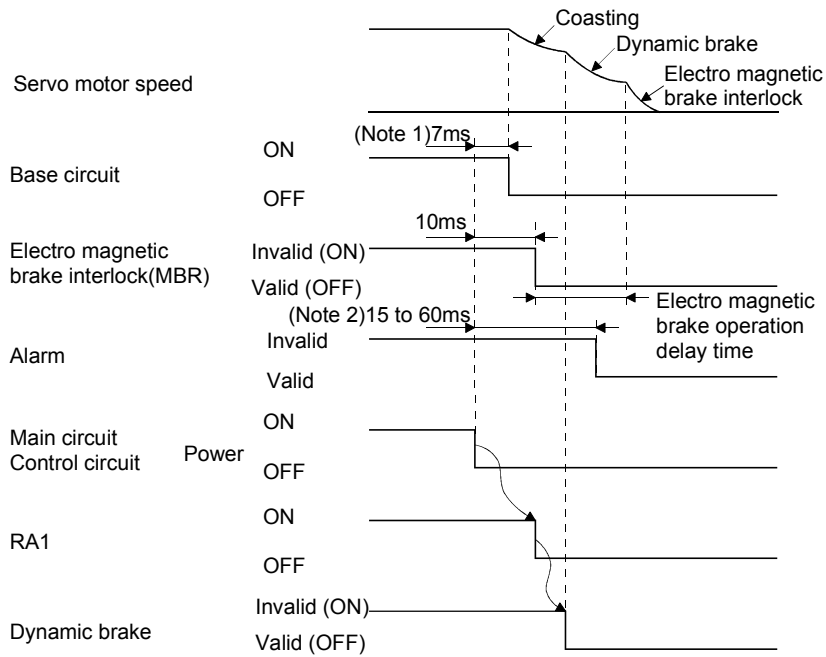 Coasting
Dynamic brake
Electro magnetic
brake interlock
Servo motor speed
(Note 1)7ms
ON
Base circuit
OFF
10ms
Electro magnetic
brake interlock(MBR)
Invalid (ON)
Valid (OFF)
Electro magnetic
brake operation
delay time
(Note 2)15 to 60ms
Invalid
Alarm
Valid
ON
Main circuit
Control circuit
Power
OFF
ON
RA1
OFF
Invalid (ON)
Dynamic brake
Valid (OFF)